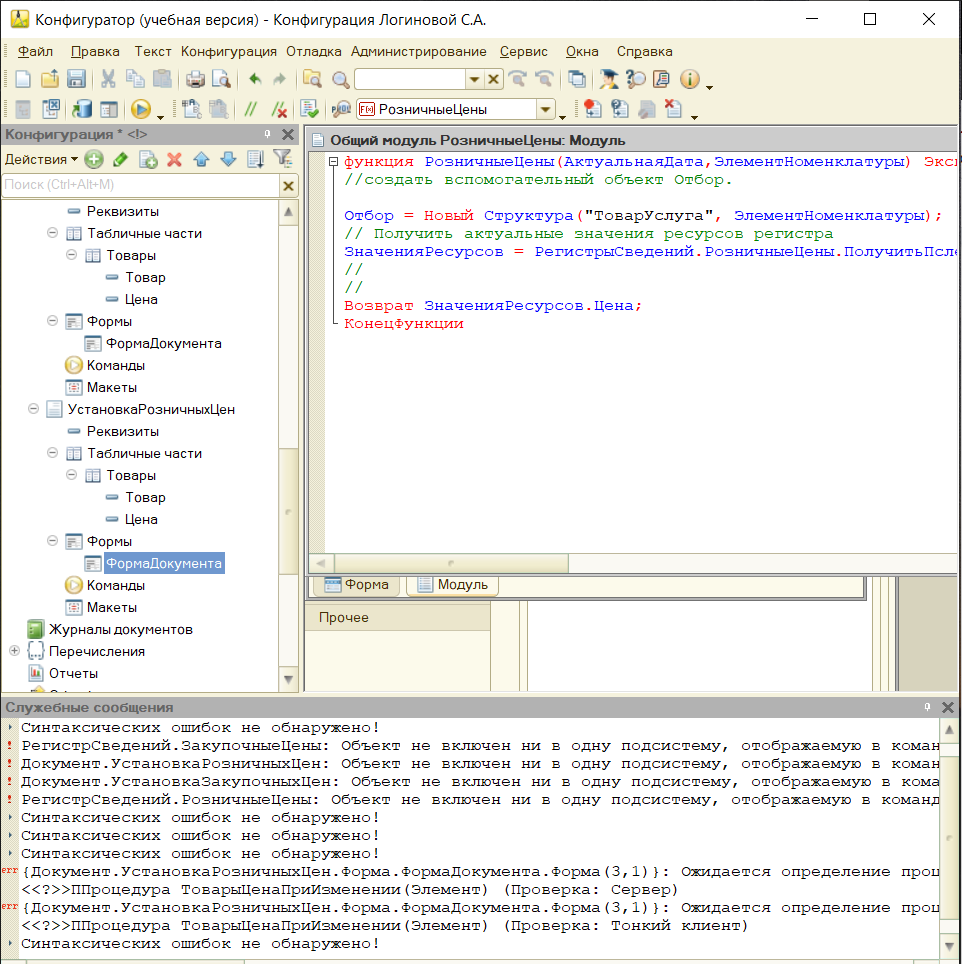 Конфигуратор (учебная версия) - Конфигурация Логиновой С.А.
Файл Правка Текст Конфигурация Отладка Администрирование Сервис Окна Справка
РозничныеЦены
Конфигурация * <!>
Действия
Поиск (Ctrl+Alt+M)
Реквизиты
Табличные части
Товары
Товар
Цена
Формы
ФормаДокумента
Команды
Макеты
УстановкаРозничныхЦен
Реквизиты
Табличные части
Товары
Товар
Цена
Формы
ФормаДокумента
Команды
Макеты
Журналы документов
Перечисления
Отчеты
Общий модуль РозничныеЦены: Модуль
функция РозничныеЦены(АктуальнаяДата,ЭлементНоменклатуры) Экс
//создать вспомогательный объект Отбор.
Отбор = Новый Структура("ТоварУслуга", ЭлементНоменклатуры);
// Получить актуальные значения ресурсов регистра
ЗначенияРесурсов = РегистрыСведений.РозничныеЦены.ПолучитьПсле
//
//
Возврат ЗначенияРесурсов.Цена;
КонецФункции
Форма Модуль
Прочее
Служебные сообщения
Синтаксических ошибок не обнаружено!
РегистрСведений.ЗакупочныеЦены: Объект не включен ни в одну подсистему, отображаемую в коман
Документ.УстановкаРозничныхЦен: Объект не включен ни в одну подсистему, отображаемую в коман
Документ.УстановкаЗакупочныхЦен: Объект не включен ни в одну подсистему, отображаемую в кома
РегистрСведений.РозничныеЦены: Объект не включен ни в одну подсистему, отображаемую в команд
Синтаксических ошибок не обнаружено!
Синтаксических ошибок не обнаружено!
Синтаксических ошибок не обнаружено!
err {Документ.УстановкаРозничныхЦен.Форма.ФормаДокумента.Форма(3,1)}: Ожидается определение проц
<<?>>ППроцедура ТоварыЦенаПриИзменении(Элемент) (Проверка: Сервер)
err {Документ.УстановкаРозничныхЦен.Форма.ФормаДокумента.Форма(3,1)}: Ожидается определение проц
<<?>>ППроцедура ТоварыЦенаПриИзменении(Элемент) (Проверка: Тонкий клиент)
Синтаксических ошибок не обнаружено!